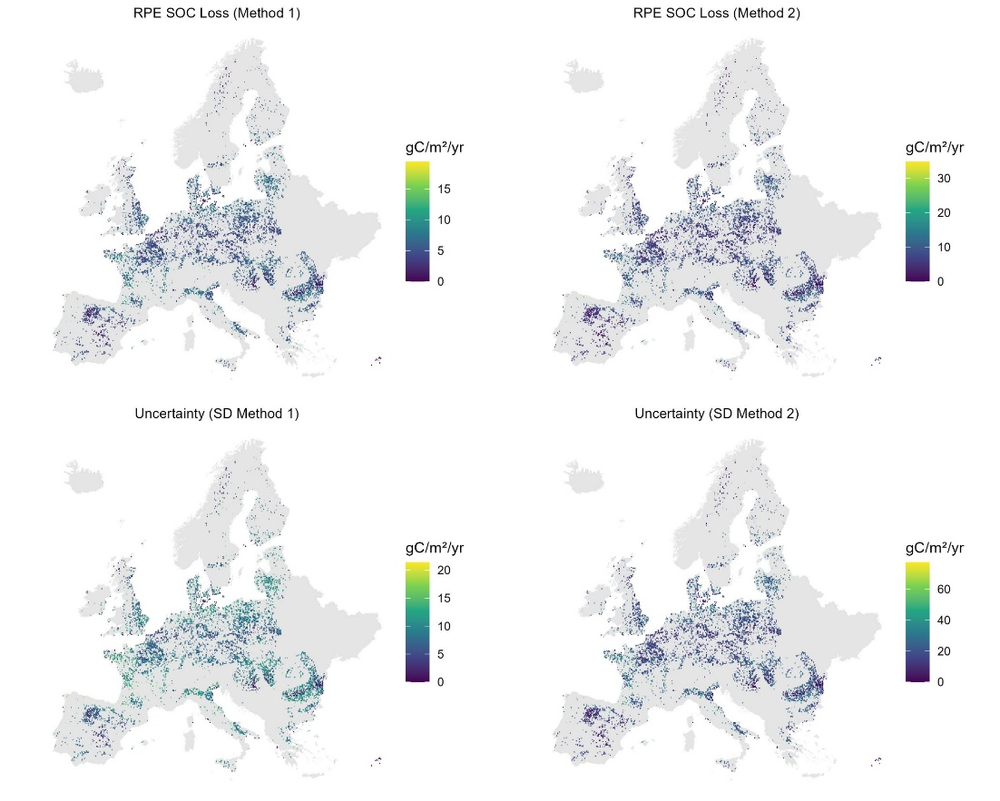 RPE SOC Loss (Method 1)
RPE SOC Loss (Method 2)
gC/m²/yr
15
10
5
0
gC/m²/yr
30
20
10
0
Uncertainty (SD Method 1)
Uncertainty (SD Method 2)
gC/m²/yr
20
15
10
5
0
gC/m²/yr
60
40
20
0